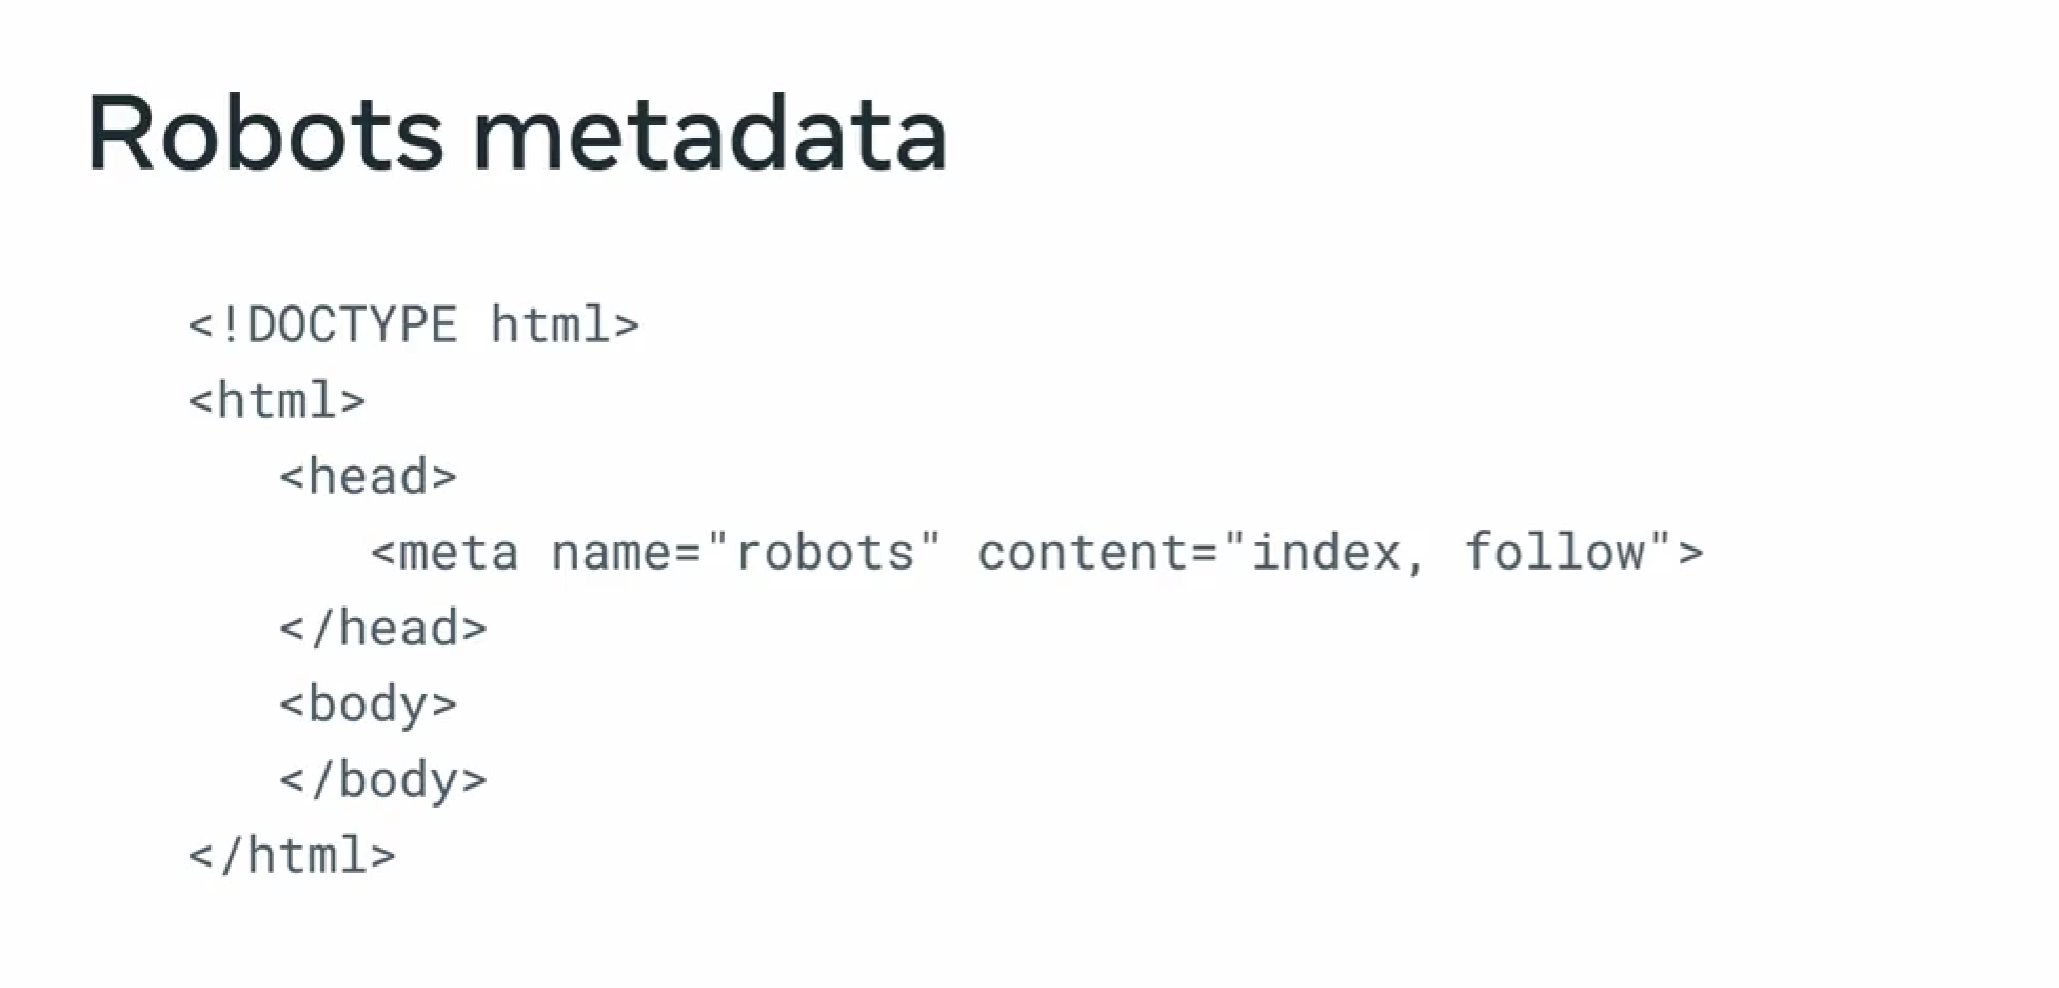 Robots metadata
<!DOCTYPE html>
<html>
<head>
<meta name="robots" content="index, follow">
</head>
<body>
</body>
</html>